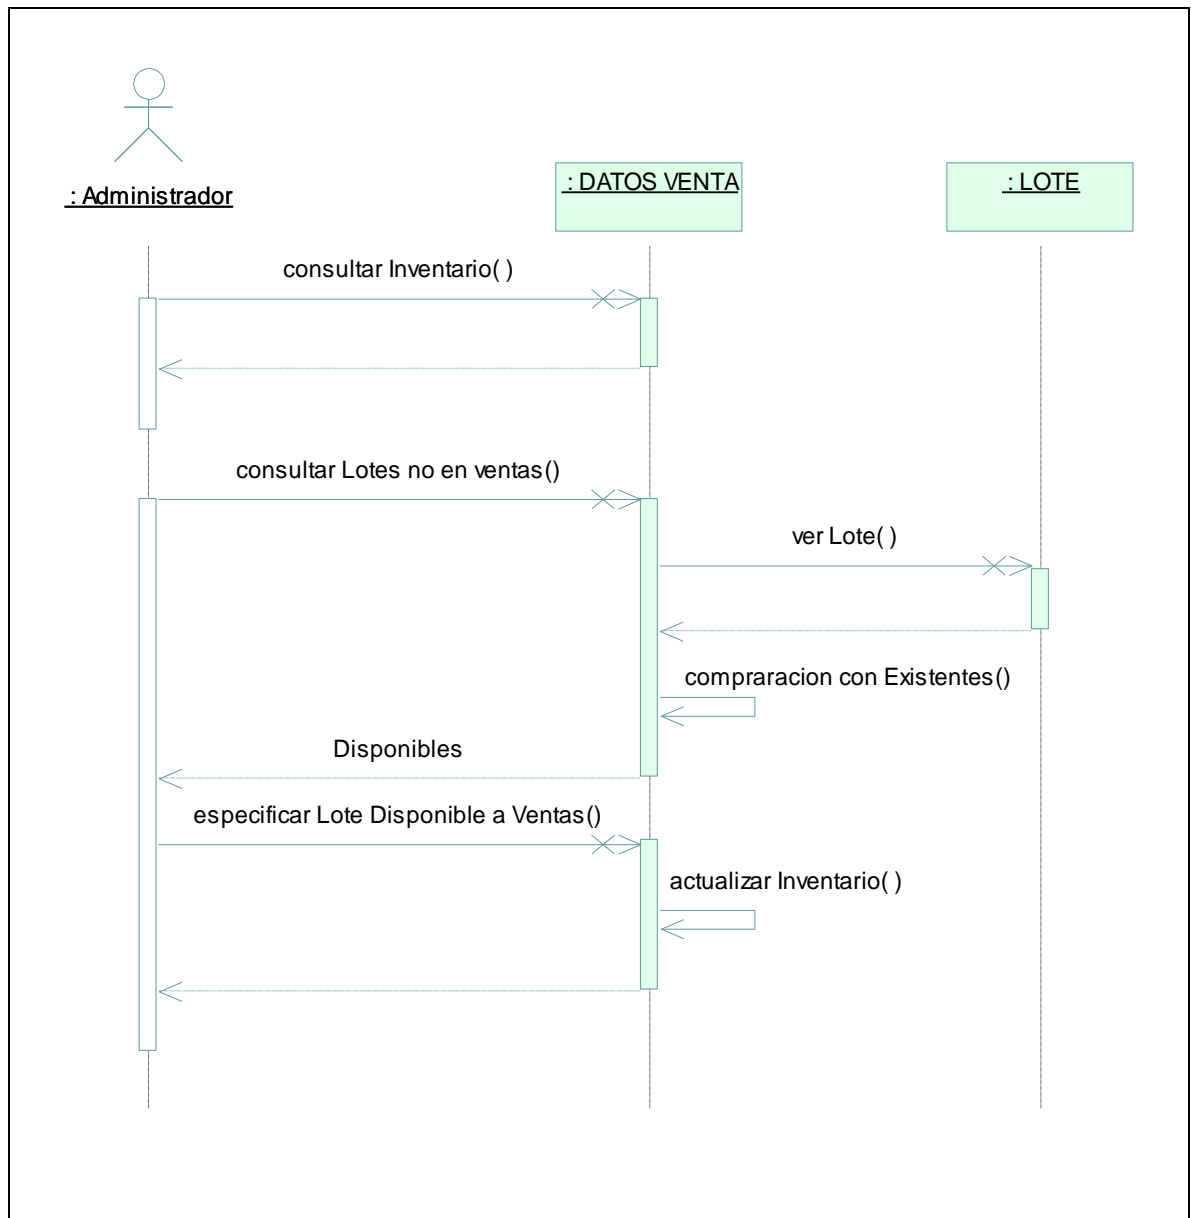 : Administrador
: DATOS VENTA
: LOTE
consultar Inventario( )
consultar Lotes no en ventas()
ver Lote( )
compraracion con Existentes()
Disponibles
especificar Lote Disponible a Ventas()
actualizar Inventario( )